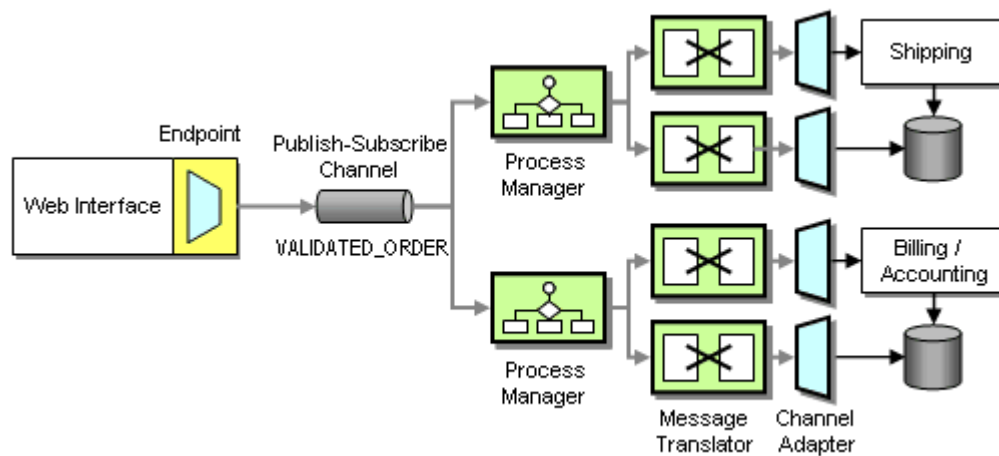 Endpoint
Web Interface
Publish-Subscribe
Channel
VALIDATED_ORDER
Process
Manager
Shipping
Process
Manager
Billing /
Accounting
Message
Translator
Channel
Adapter